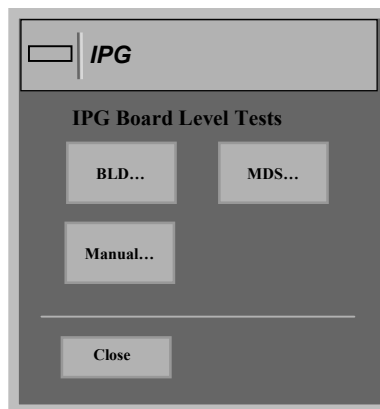 IPG
IPG Board Level Tests
BLD... MDS...
Manual...
Close